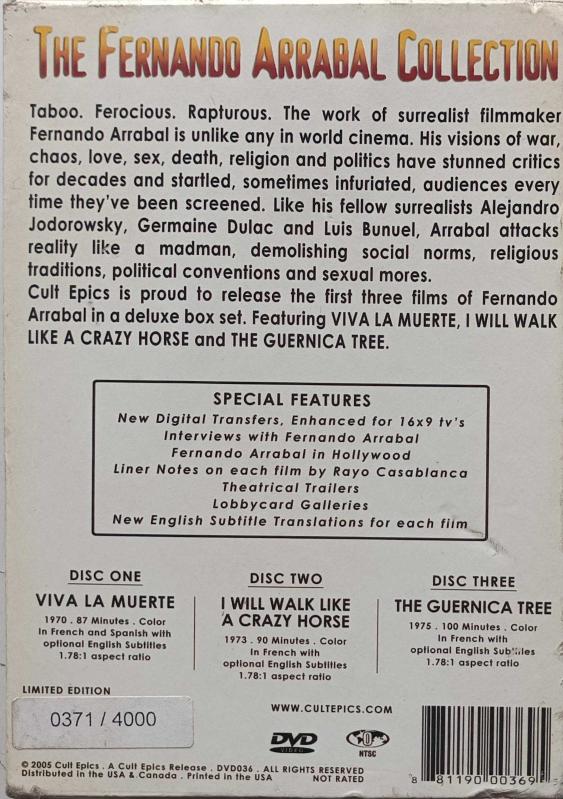 THE FERNANDO ARRABAL COLLECTION
Taboo. Ferocious. Rapturous. The work of surrealist filmmaker
Fernando Arrabal is unlike any in world cinema. His visions of war,
chaos, love, sex, death, religion and politics have stunned critics
for decades and startled, sometimes infuriated, audiences every
time they've been screened. Like his fellow surrealists Alejandro
Jodorowsky, Germaine Dulac and Luis Bunuel, Arrabal attacks
reality like a madman, demolishing social norms, religious
traditions, political conventions and sexual mores.
Cult Epics is proud to release the first three films of Fernando
Arrabal in a deluxe box set. Featuring VIVA LA MUERTE, I WILL WALK
LIKE A CRAZY HORSE and THE GUERNICA TREE.
SPECIAL FEATURES
New Digital Transfers, Enhanced for 16x9 tv's
Interviews with Fernando Arrabal
Fernando Arrabal in Hollywood
Liner Notes on each film by Rayo Casablanca
Theatrical Trailers
Lobbycard Galleries
New English Subtitle Translations for each film
DISC ONE
VIVA LA MUERTE
1970 . 87 Minutes . Color
In French and Spanish with
optional English Subtitles
1.78:1 aspect ratio
DISC TWO
I WILL WALK LIKE
A CRAZY HORSE
1973 . 90 Minutes . Color
In French with
optional English Subtitles
1.78:1 aspect ratio
DISC THREE
THE GUERNICA TREE
1975 . 100 Minutes . Color
In French with
optional English Subtitles
1.78:1 aspect ratio
LIMITED EDITION
0371 / 4000
WWW.CULTEPICS.COM
DVD
VIDEO
0
NTSC
© 2005 Cult Epics . A Cult Epics Release . DVD036 . ALL RIGHTS RESERVED
Distributed in the USA & Canada . Printed in the USA NOT RATED
8 81190 00369